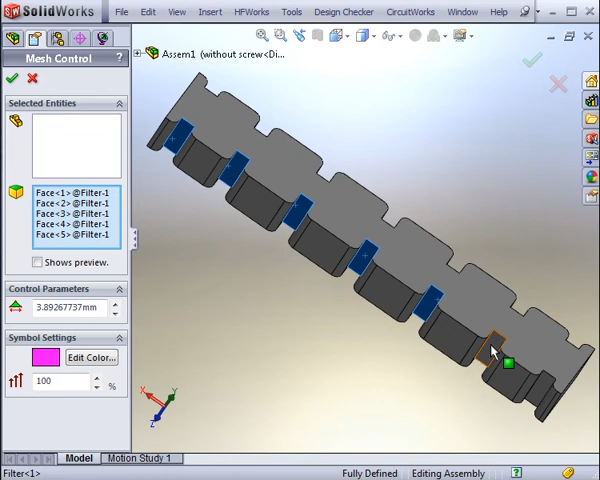 SolidWorks File Edit View Insert HFWorks Tools Design Checker CircuitWorks Window Help
Mesh Control ?
Assem1 (without screw<Di...
Selected Entities
Face<1>@Filter-1
Face<2>@Filter-1
Face<3>@Filter-1
Face<4>@Filter-1
Face<5>@Filter-1
Shows preview.
Control Parameters
3.89267737mm
Symbol Settings
Edit Color...
100 %
X Y Z
Model Motion Study 1
Filter<1> Fully Defined Editing Assembly ?